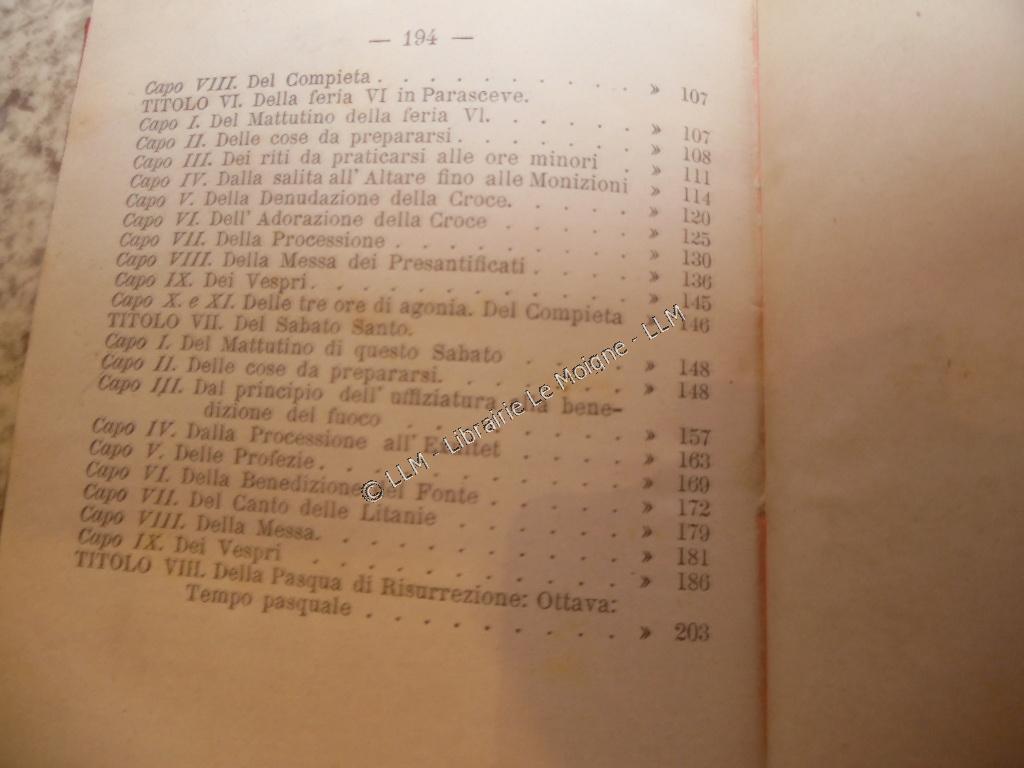 — 194 —
Capo VIII. Del Compieta . . . . . . . . . » 107
TITOLO VI. Della feria VI in Parasceve.
Capo I. Del Mattutino della feria VI. . . . . . » 107
Capo II. Delle cose da prepararsi . . . . . . » 108
Capo III. Dei riti da praticarsi alle ore minori . » 111
Capo IV. Dalla salita all'Altare fino alle Monizioni » 114
Capo V. Della Denudazione della Croce. . . . . » 120
Capo VI. Dell'Adorazione della Croce . . . . . » 125
Capo VII. Della Processione . . . . . . . . » 130
Capo VIII. Della Messa dei Presantificati . . . . » 136
Capo IX. Dei Vespri . . . . . . . . . . » 145
Capo X. e XI. Delle tre ore di agonia. Del Compieta » 146
TITOLO VII. Del Sabato Santo.
Capo I. Del Mattutino di questo Sabato . . . . » 148
Capo II. Delle cose da prepararsi. . . . . . . » 148
Capo III. Dal principio dell'uffiziatura alla bene-
dizione del fuoco . . . . . . . . » 157
Capo IV. Dalla Processione all'Exultet . . . . » 163
Capo V. Delle Profezie . . . . . . . . . » 169
Capo VI. Della Benedizione del Fonte . . . . . » 172
Capo VII. Del Canto delle Litanie . . . . . . » 179
Capo VIII. Della Messa. . . . . . . . . . » 181
Capo IX. Dei Vespri . . . . . . . . . . » 186
TITOLO VIII. Della Pasqua di Risurrezione: Ottava:
Tempo pasquale . . . . . . . . . » 203
© LLM - Librairie Le Moigne - LLM